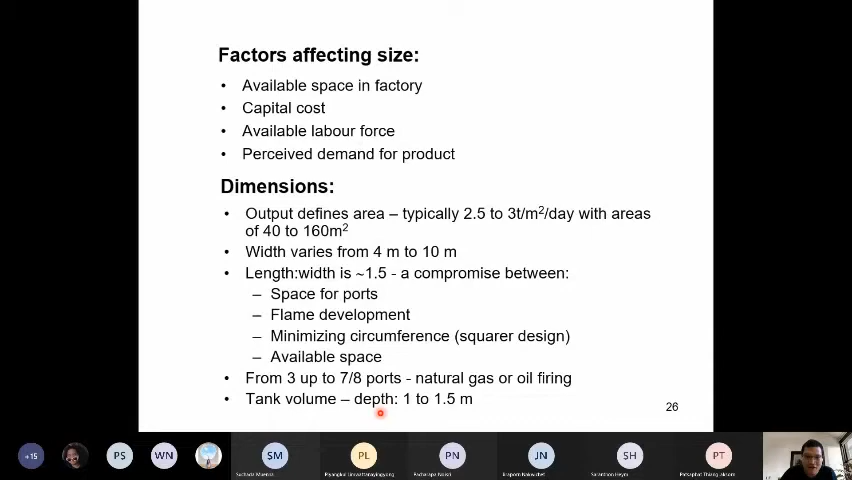 Factors affecting size:
• Available space in factory
• Capital cost
• Available labour force
• Perceived demand for product
Dimensions:
• Output defines area – typically 2.5 to 3t/m²/day with areas
of 40 to 160m²
• Width varies from 4 m to 10 m
• Length:width is ~1.5 - a compromise between:
– Space for ports
– Flame development
– Minimizing circumference (squarer design)
– Available space
• From 3 up to 7/8 ports - natural gas or oil firing
• Tank volume – depth: 1 to 1.5 m
26
+15
PS
WN
SM
PL
PN
JN
SH
PT